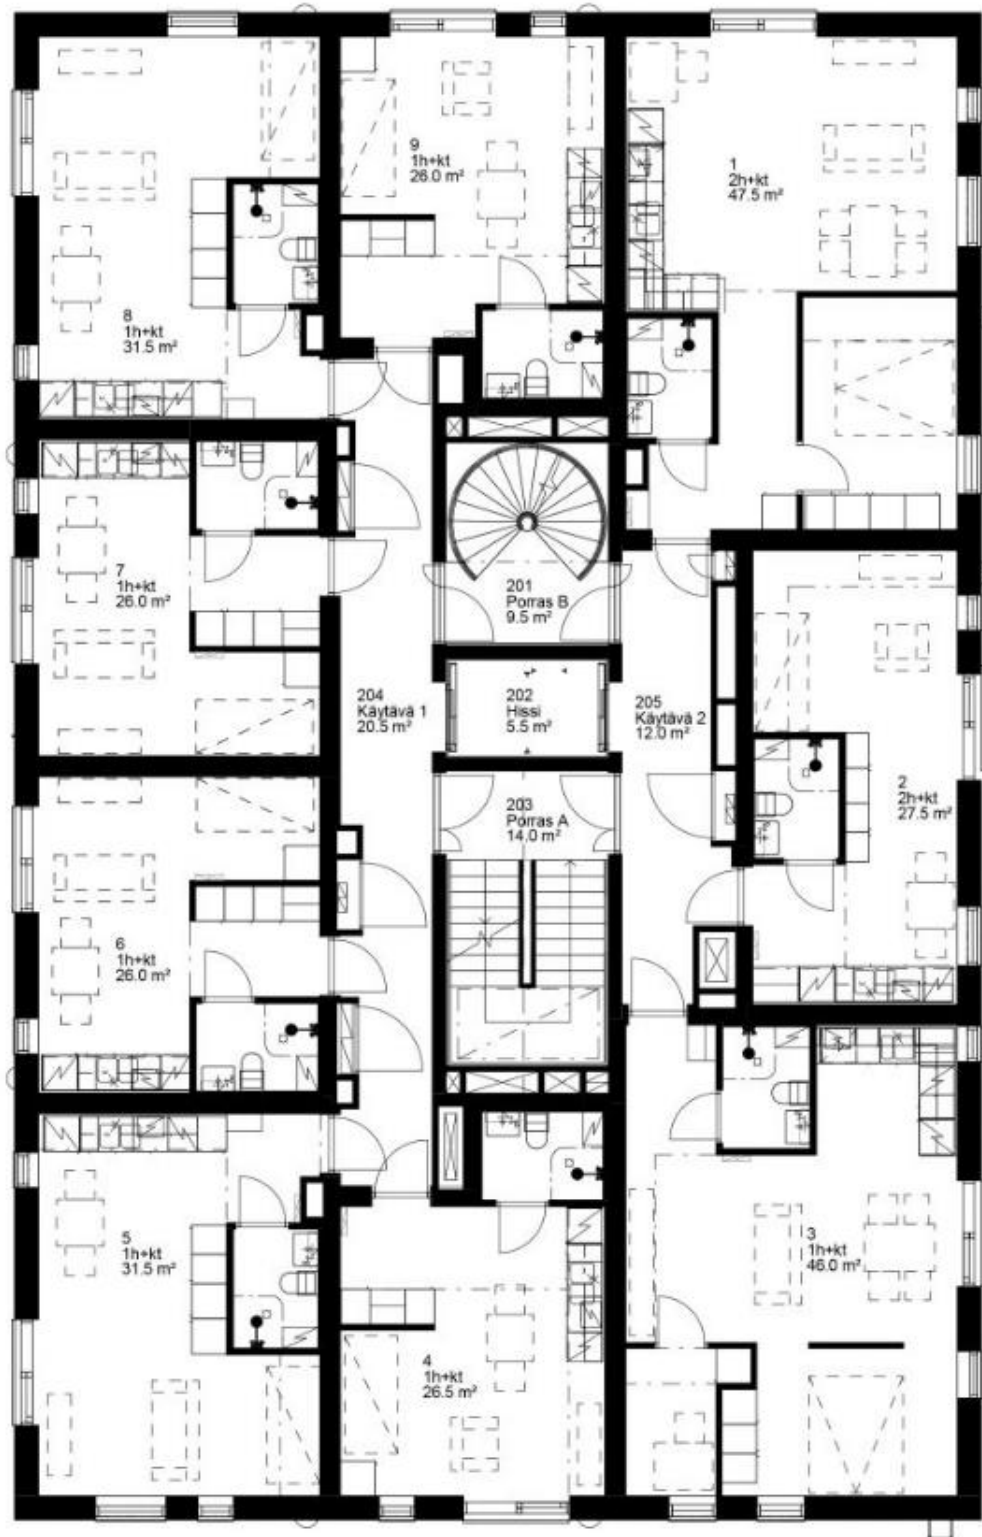 9
1h+kt
26.0 m²
1
2h+kt
47.5 m²
8
1h+kt
31.5 m²
7
1h+kt
26.0 m²
201
Porras B
9.5 m²
204
Käytävä 1
20.5 m²
202
Hissi
5.5 m²
205
Käytävä 2
12.0 m²
203
Porras A
14.0 m²
2
2h+kt
27.5 m²
6
1h+kt
26.0 m²
5
1h+kt
31.5 m²
3
1h+kt
46.0 m²
4
1h+kt
26.5 m²